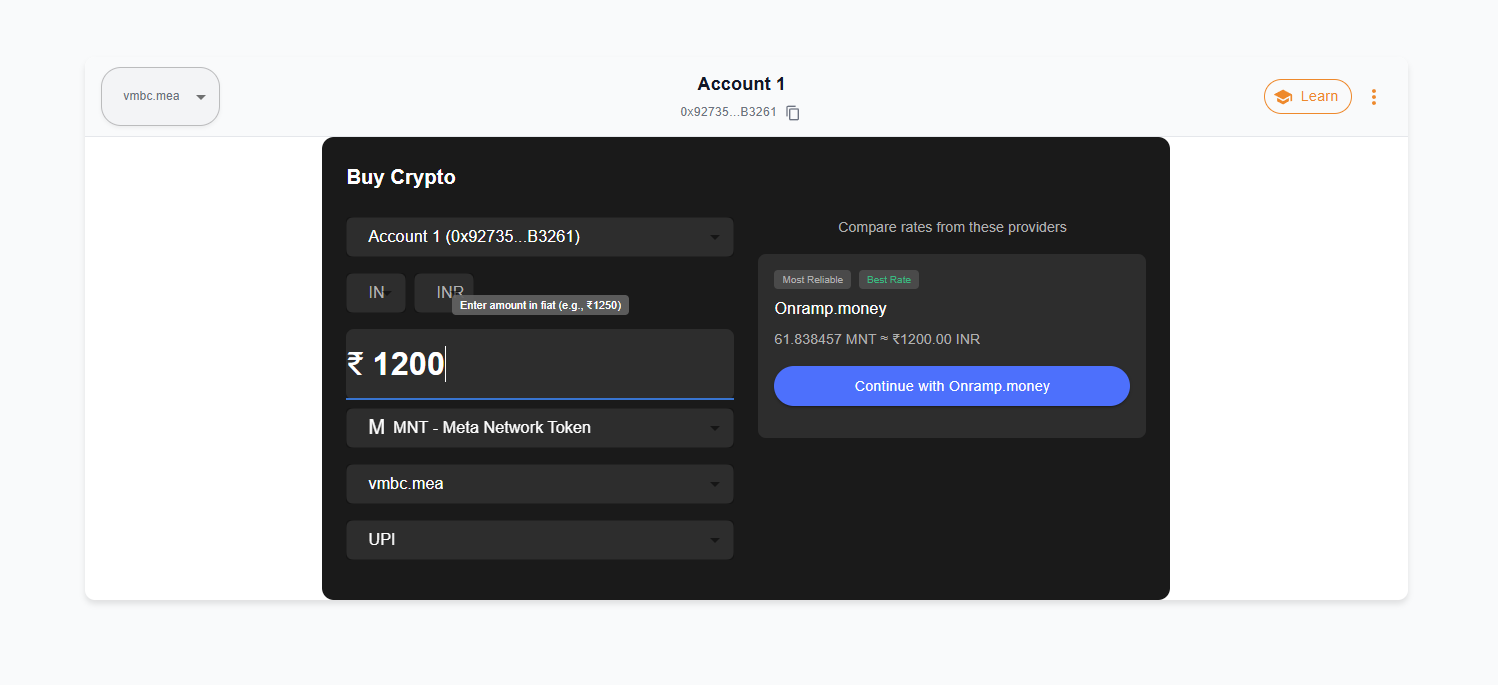 vmbc.mea
Account 1
0x92735...B3261
Learn
Buy Crypto
Account 1 (0x92735...B3261)
IN
INR
Enter amount in fiat (e.g., ₹1250)
₹ 1200
M MNT - Meta Network Token
vmbc.mea
UPI
Compare rates from these providers
Most Reliable
Best Rate
Onramp.money
61.838457 MNT ≈ ₹1200.00 INR
Continue with Onramp.money